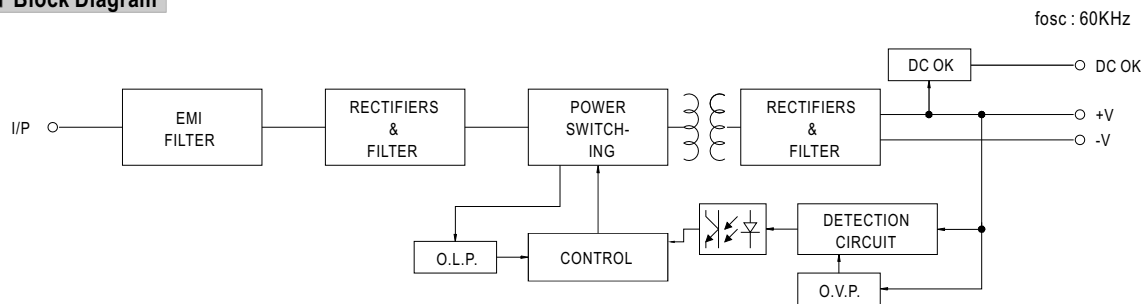 Block Diagram
fosc : 60KHz
DC OK
DC OK
I/P
EMI
FILTER
RECTIFIERS
&
FILTER
POWER
SWITCH-
ING
RECTIFIERS
&
FILTER
+V
-V
O.L.P.
CONTROL
DETECTION
CIRCUIT
O.V.P.